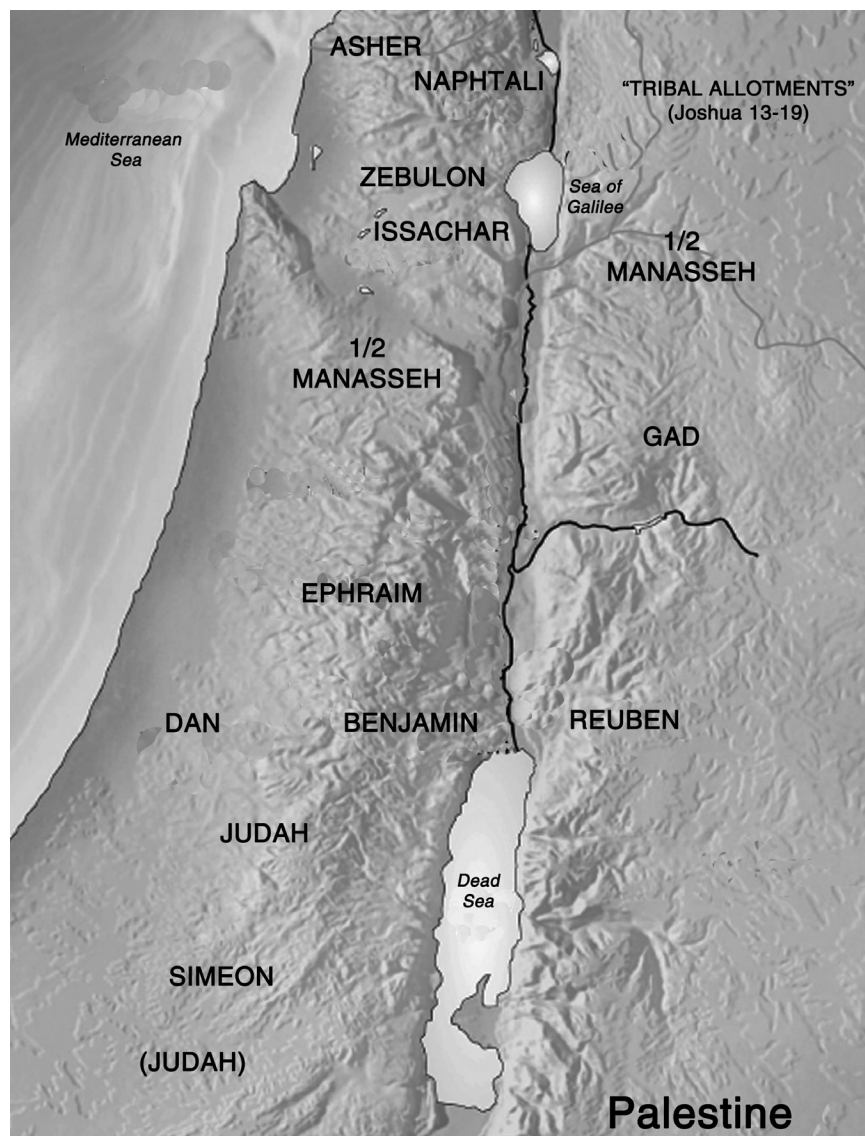 ASHER
NAPHTALI
“TRIBAL ALLOTMENTS”
(Joshua 13-19)
Mediterranean
Sea
ZEBULON
Sea of
Galilee
ISSACHAR
1/2
MANASSEH
1/2
MANASSEH
GAD
EPHRAIM
DAN
BENJAMIN
REUBEN
JUDAH
Dead
Sea
SIMEON
(JUDAH)
Palestine